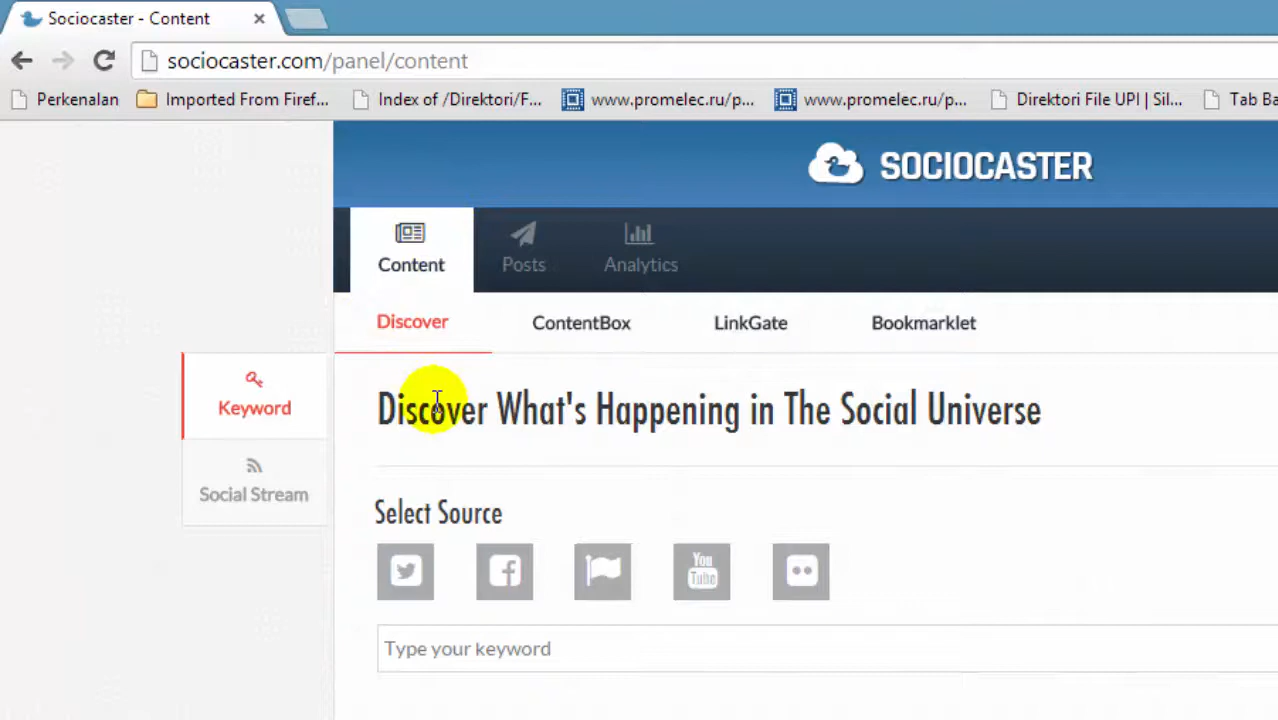 Sociocaster - Content
sociocaster.com/panel/content
Perkenalan Imported From Firef... Index of /Direktori/F... www.promelec.ru/p... www.promelec.ru/p... Direktori File UPI | Sil... Tab Ba
SOCIOCASTER
Content Posts Analytics
Discover ContentBox LinkGate Bookmarklet
Keyword
Social Stream
Discover What's Happening in The Social Universe
Select Source
You
Tube
Type your keyword